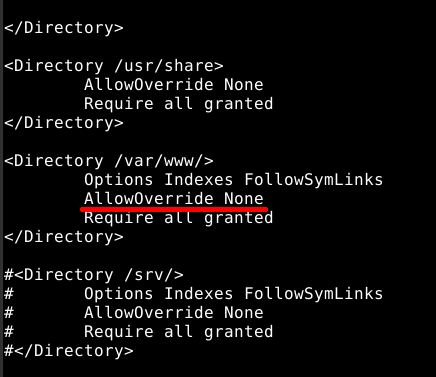 </Directory>
<Directory /usr/share>
        AllowOverride None
        Require all granted
</Directory>
<Directory /var/www/>
        Options Indexes FollowSymLinks
        AllowOverride None
        Require all granted
</Directory>
#<Directory /srv/>
#       Options Indexes FollowSymLinks
#       AllowOverride None
#       Require all granted
#</Directory>